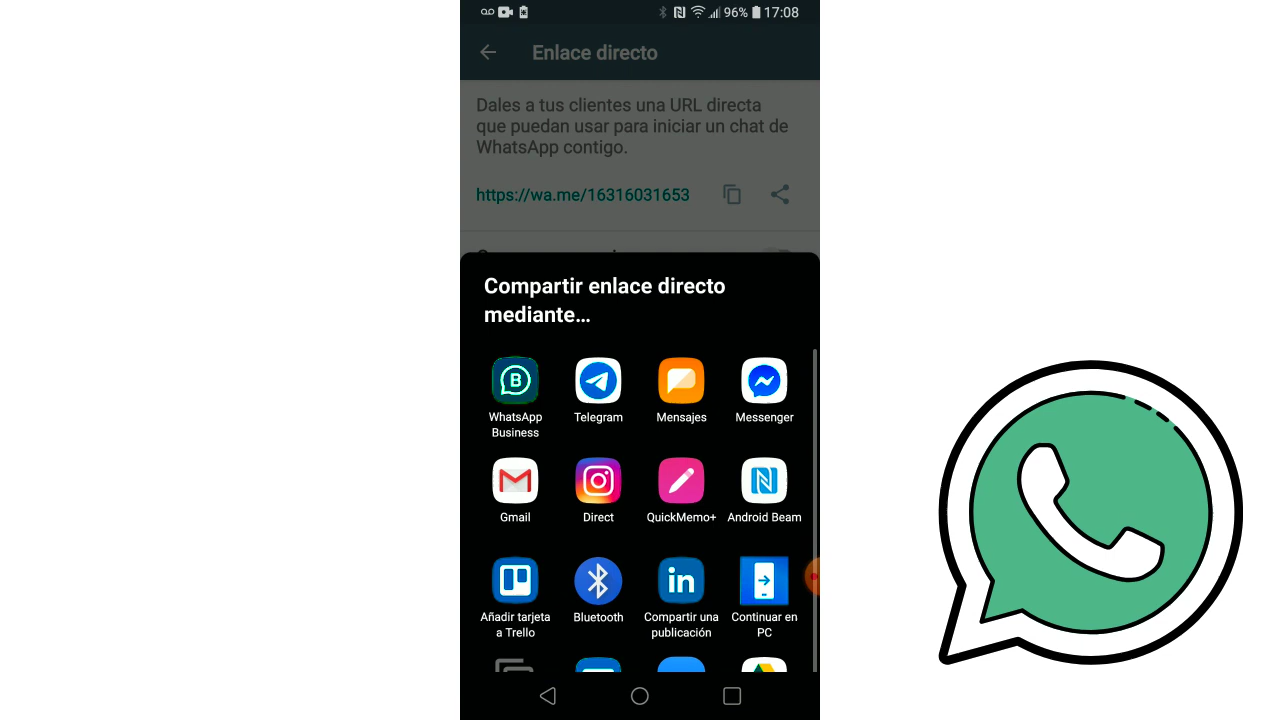 96% 17:08
Enlace directo
Dales a tus clientes una URL directa
que puedan usar para iniciar un chat de
WhatsApp contigo.
https://wa.me/16316031653
Compartir enlace directo
mediante...
B
WhatsApp Business
Telegram
Mensajes
Messenger
Gmail
Direct
QuickMemo+
Android Beam
in
Añadir tarjeta
a Trello
Bluetooth
Compartir una
publicación
Continuar en
PC